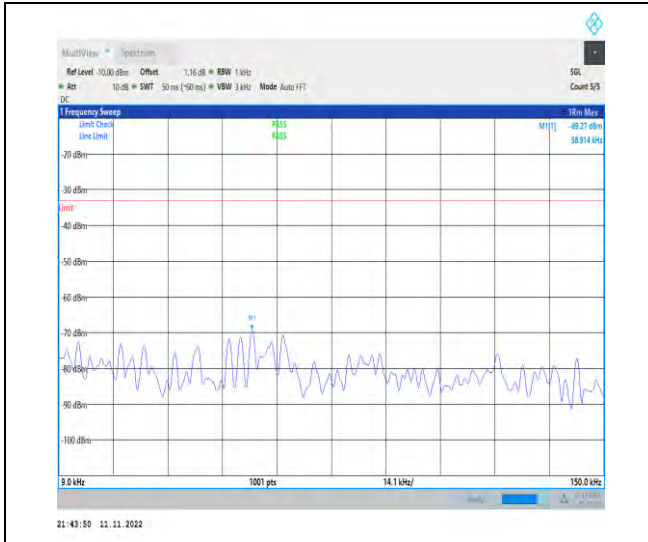 MultiView Spectrum
Ref Level -10.00 dBm Offset 1.16 dB RBW 1 kHz SGL
Att 10 dB SWT 50 ms (~60 ms) VBW 3 kHz Mode Auto FFT Count 5/5
DC
1 Frequency Sweep 1Rm Max
Limit Check PASS M1[1] -69.27 dBm
Line Limit PASS 58.914 kHz
-20 dBm
-30 dBm
Limit
-40 dBm
-50 dBm
-60 dBm
M1
-70 dBm
-80 dBm
-90 dBm
-100 dBm
9.0 kHz 1001 pts 14.1 kHz/ 150.0 kHz
21:43:50 11.11.2022